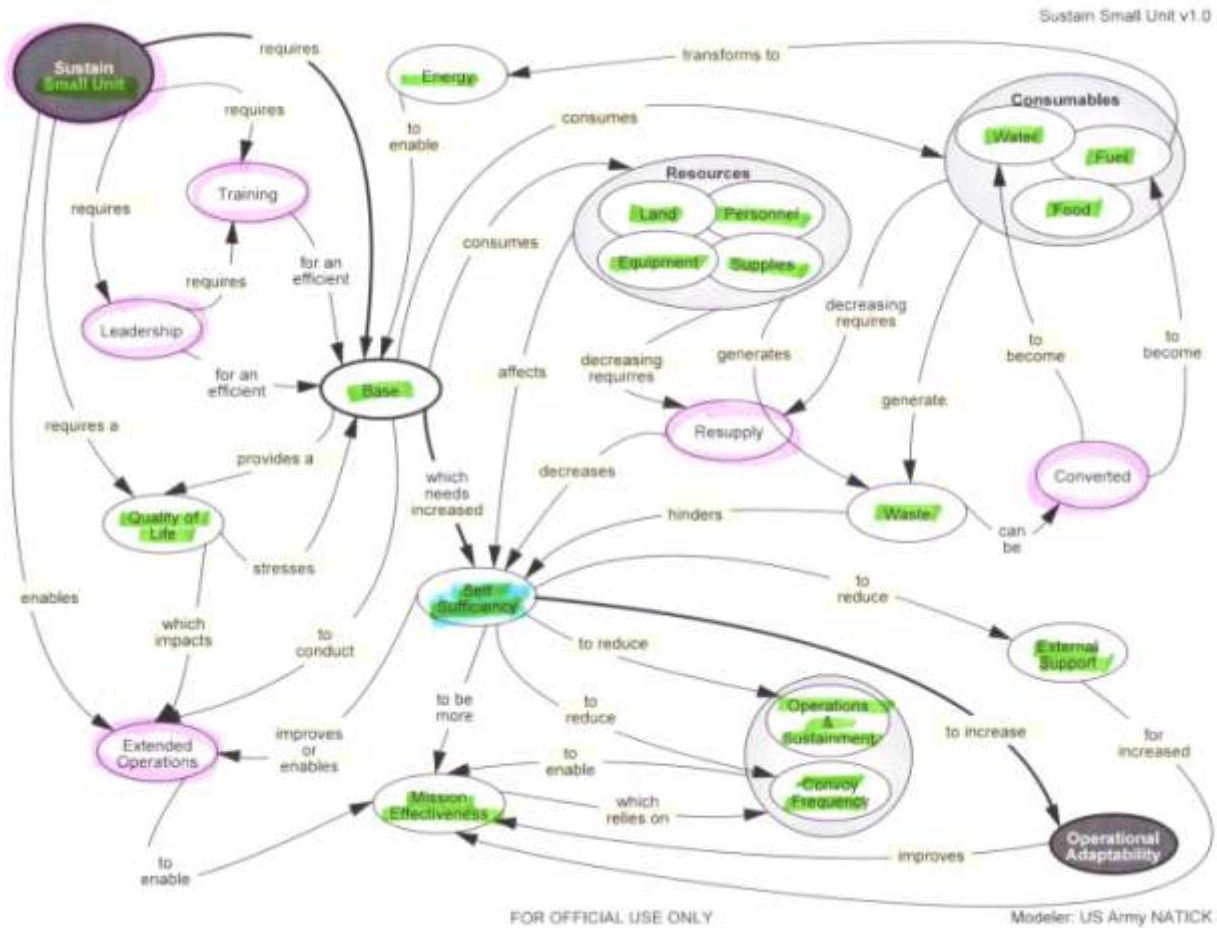 Sustain Small Unit v1.0
Sustain
Small Unit
requires
Energy
transforms to
Consumables
Water
Fuel
Food
requires
to
enable
consumes
Resources
Land
Personnel
Equipment
Supplies
Training
requires
consumes
for an
efficient
requires
Leadership
for an
efficient
Base
affects
decreasing
requirres
generates
decreasing
requires
to
become
to
become
generate
requires a
provides a
which
needs
increased
decreases
Resupply
Converted
Quality of
Life
stresses
hinders
Waste
can
be
enables
which
impacts
to
conduct
Self
Sufficiency
to
reduce
to reduce
External
Support
to be
more
to
reduce
Operations
&
Sustainment
to increase
for
increased
Extended
Operations
improves
or
enables
to
enable
Convoy
Frequency
Mission
Effectiveness
which
relies on
improves
Operational
Adaptability
to
enable
FOR OFFICIAL USE ONLY
Modeler: US Army NATICK